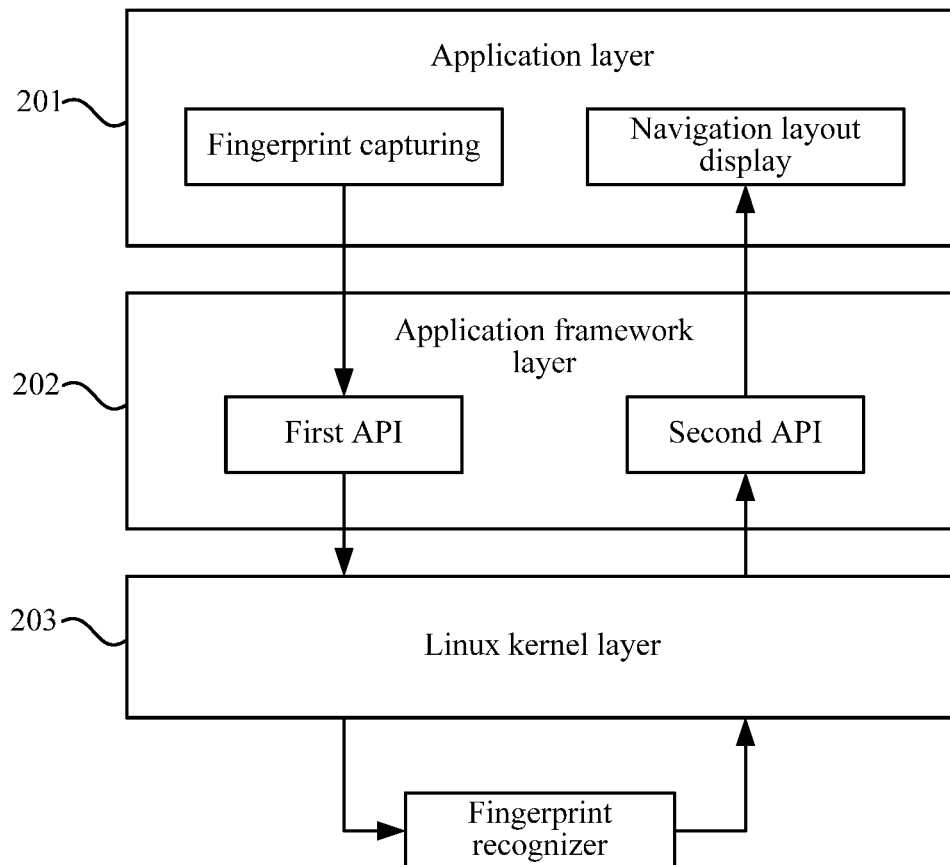 Application layer
201
Fingerprint capturing
Navigation layout
display
Application framework
layer
202
First API
Second API
203
Linux kernel layer
Fingerprint
recognizer